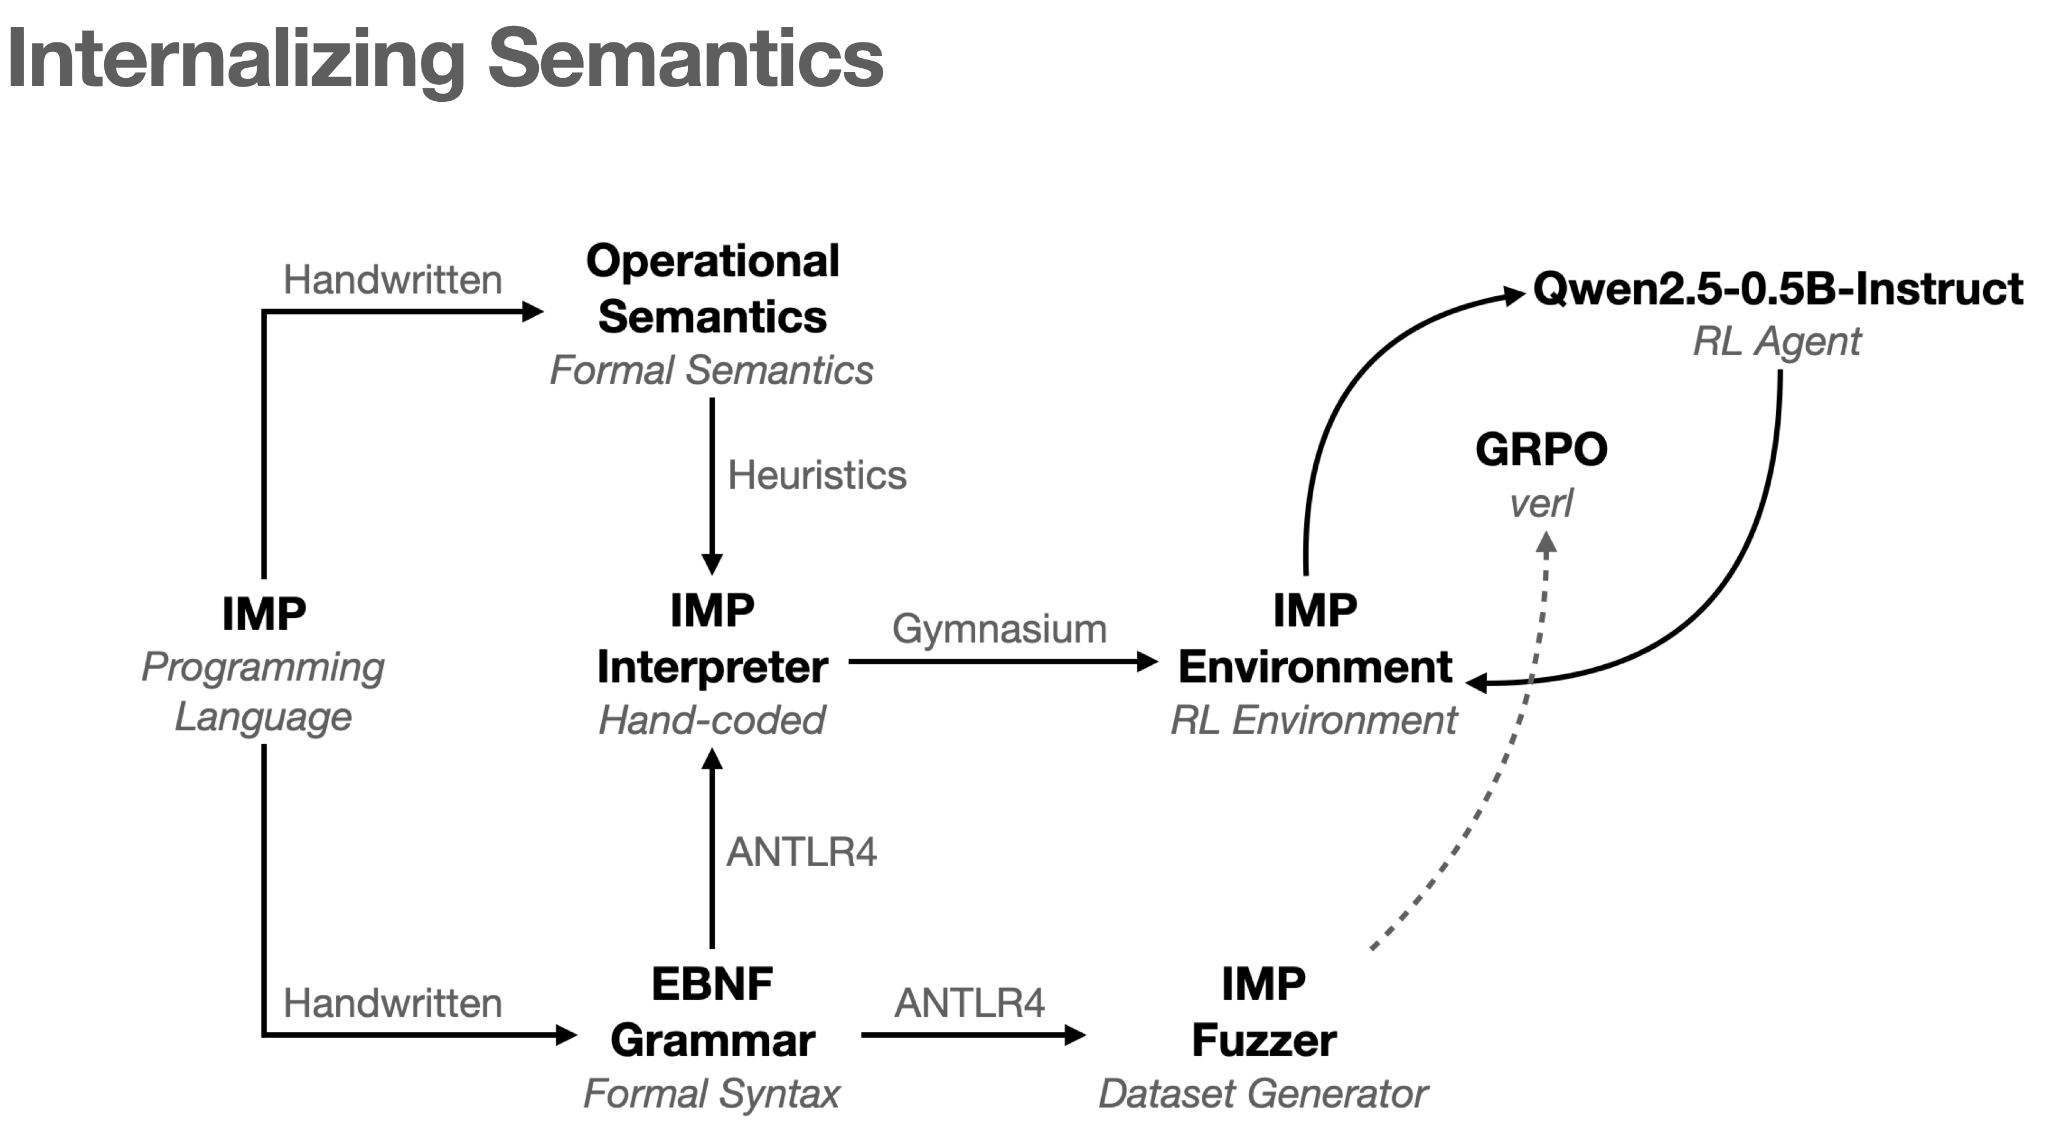 Internalizing Semantics
Handwritten
Operational
Semantics
Formal Semantics
Qwen2.5-0.5B-Instruct
RL Agent
Heuristics
GRPO
verl
IMP
Programming
Language
IMP
Interpreter
Hand-coded
Gymnasium
IMP
Environment
RL Environment
ANTLR4
Handwritten
EBNF
Grammar
Formal Syntax
ANTLR4
IMP
Fuzzer
Dataset Generator